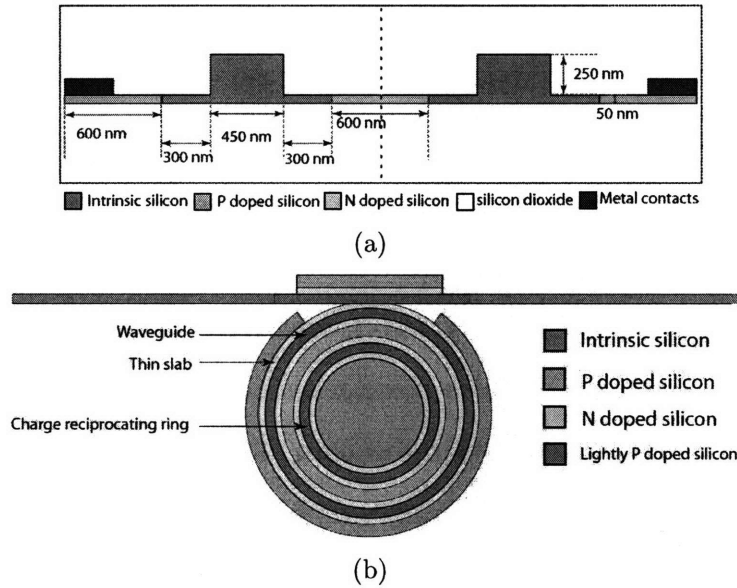 250 nm
600 nm
450 nm
600 nm
50 nm
300 nm
300 nm
Intrinsic silicon P doped silicon N doped silicon silicon dioxide Metal contacts
(a)
Waveguide
Thin slab
Charge reciprocating ring
Intrinsic silicon
P doped silicon
N doped silicon
Lightly P doped silicon
(b)